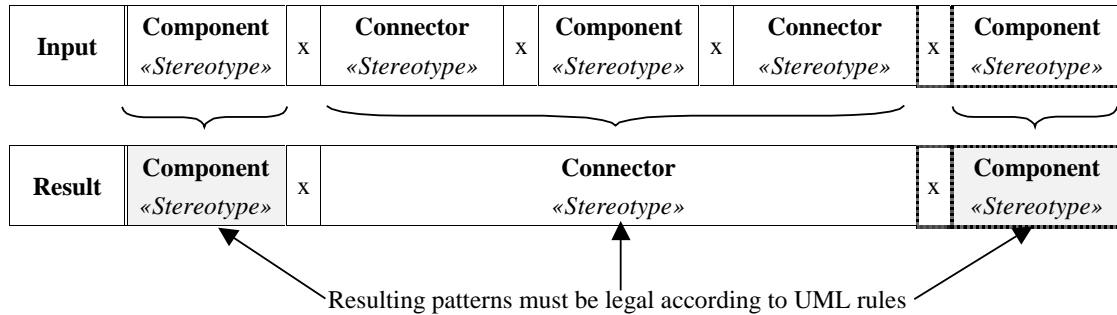 Input Component x Connector x Component x Connector x Component
«Stereotype» «Stereotype» «Stereotype» «Stereotype» «Stereotype»
Result Component x Connector x Component
«Stereotype» «Stereotype» «Stereotype»
Resulting patterns must be legal according to UML rules